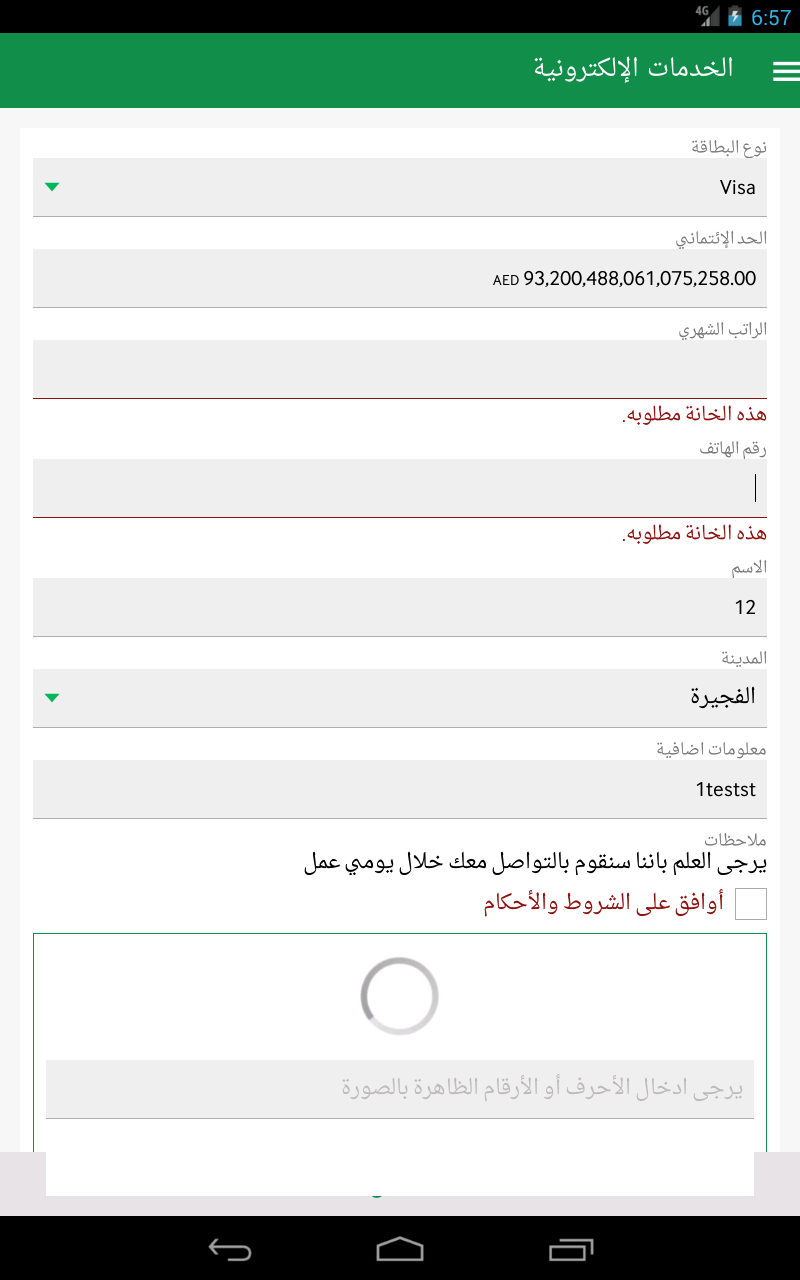 4G 6:57
الخدمات الإلكترونية
نوع البطاقة
Visa
الحد الإئتماني
AED 93,200,488,061,075,258.00
الراتب الشهري
هذه الخانة مطلوبه.
رقم الهاتف
هذه الخانة مطلوبه.
الاسم
12
المدينة
الفجيرة
معلومات اضافية
1testst
ملاحظات
يرجى العلم باننا سنقوم بالتواصل معك خلال يومي عمل
أوافق على الشروط والأحكام
يرجى ادخال الأحرف أو الأرقام الظاهرة بالصورة